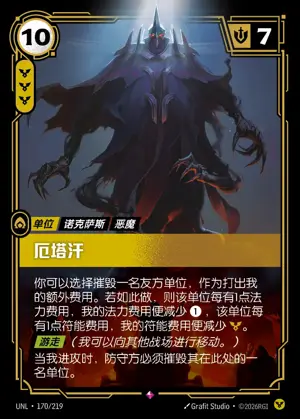 10
7
单位 诺克萨斯 恶魔
厄塔汗
你可以选择摧毁一名友方单位，作为打出我
的额外费用。若如此做，则该单位每有1点法
力费用，我的法力费用便减少 1 ，该单位每
有1点符能费用，我的符能费用便减少 。
游走 （我可以向其他战场进行移动。）
当我进攻时，防守方必须摧毁其在此处的一
名单位。
UNL • 170/219
Grafit Studio • ©2026RGI